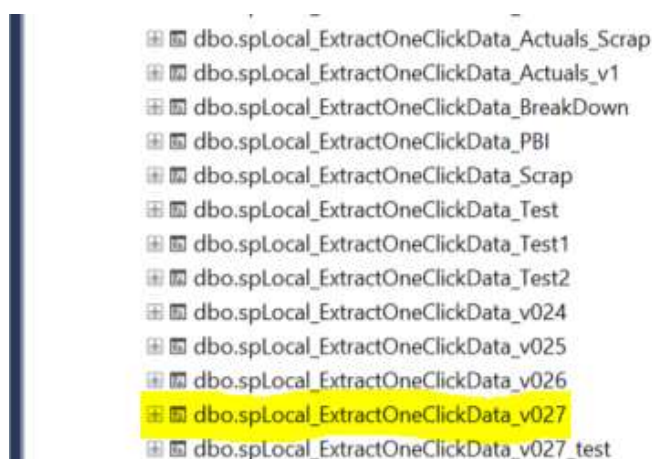 dbo.spLocal_ExtractOneClickData_Actuals_Scrap
dbo.spLocal_ExtractOneClickData_Actuals_v1
dbo.spLocal_ExtractOneClickData_BreakDown
dbo.spLocal_ExtractOneClickData_PBI
dbo.spLocal_ExtractOneClickData_Scrap
dbo.spLocal_ExtractOneClickData_Test
dbo.spLocal_ExtractOneClickData_Test1
dbo.spLocal_ExtractOneClickData_Test2
dbo.spLocal_ExtractOneClickData_v024
dbo.spLocal_ExtractOneClickData_v025
dbo.spLocal_ExtractOneClickData_v026
dbo.spLocal_ExtractOneClickData_v027
dbo.spLocal_ExtractOneClickData_v027_test